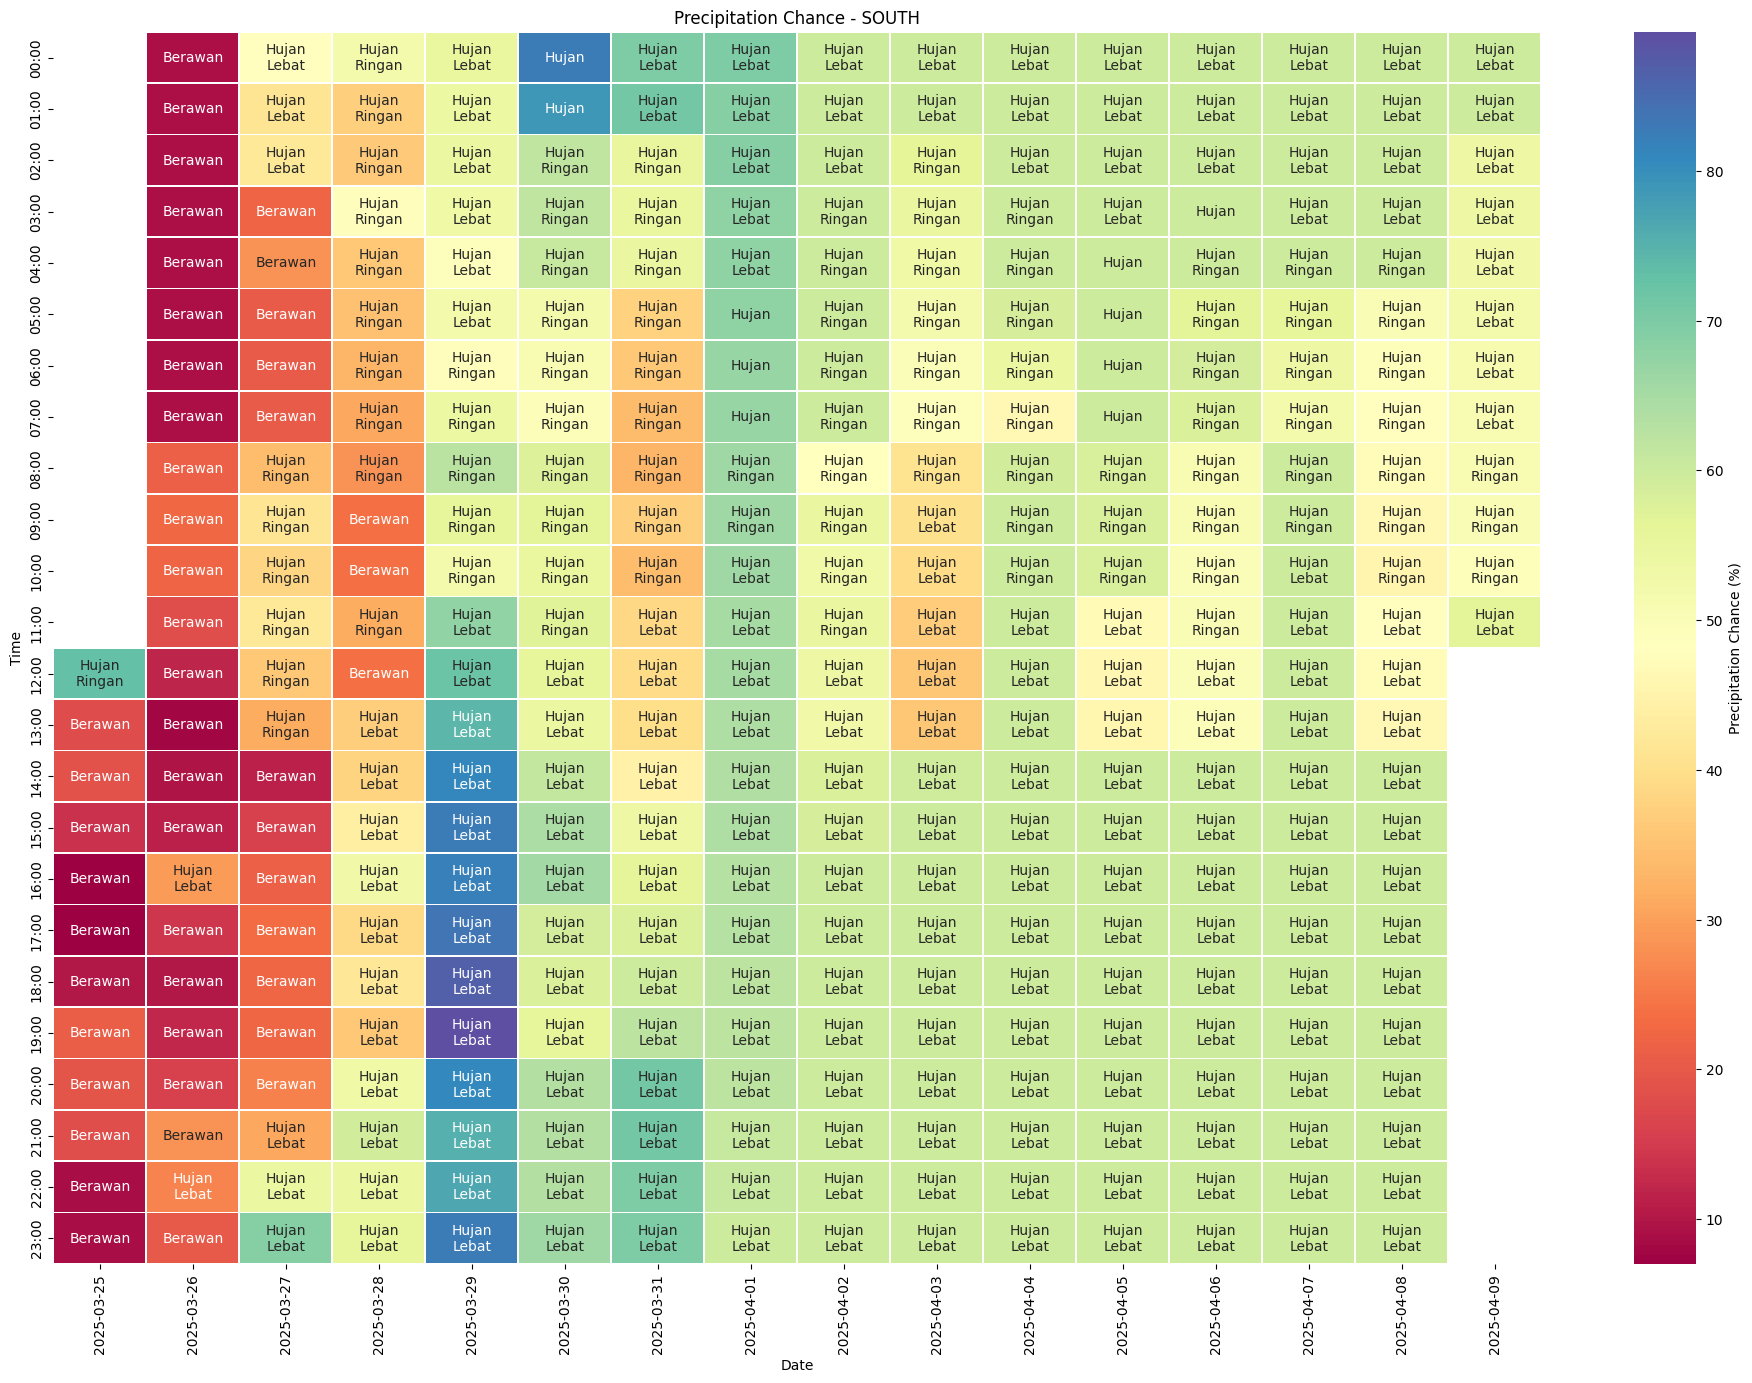 Precipitation Chance - SOUTH
00:00 Berawan Hujan Lebat Hujan Ringan Hujan Lebat Hujan Hujan Lebat Hujan Lebat Hujan Lebat Hujan Lebat Hujan Lebat Hujan Lebat Hujan Lebat Hujan Lebat Hujan Lebat Hujan Lebat
01:00 Berawan Hujan Lebat Hujan Ringan Hujan Lebat Hujan Hujan Lebat Hujan Lebat Hujan Lebat Hujan Lebat Hujan Lebat Hujan Lebat Hujan Lebat Hujan Lebat Hujan Lebat Hujan Lebat
02:00 Berawan Hujan Lebat Hujan Ringan Hujan Lebat Hujan Ringan Hujan Ringan Hujan Lebat Hujan Lebat Hujan Ringan Hujan Lebat Hujan Lebat Hujan Lebat Hujan Lebat Hujan Lebat Hujan Lebat
03:00 Berawan Berawan Hujan Ringan Hujan Lebat Hujan Ringan Hujan Ringan Hujan Lebat Hujan Ringan Hujan Ringan Hujan Ringan Hujan Lebat Hujan Hujan Lebat Hujan Lebat Hujan Lebat
04:00 Berawan Berawan Hujan Ringan Hujan Lebat Hujan Ringan Hujan Ringan Hujan Lebat Hujan Ringan Hujan Ringan Hujan Ringan Hujan Hujan Ringan Hujan Ringan Hujan Ringan Hujan Lebat
05:00 Berawan Berawan Hujan Ringan Hujan Lebat Hujan Ringan Hujan Ringan Hujan Hujan Ringan Hujan Ringan Hujan Ringan Hujan Hujan Ringan Hujan Ringan Hujan Ringan Hujan Lebat
06:00 Berawan Berawan Hujan Ringan Hujan Ringan Hujan Ringan Hujan Ringan Hujan Hujan Ringan Hujan Ringan Hujan Ringan Hujan Hujan Ringan Hujan Ringan Hujan Ringan Hujan Lebat
07:00 Berawan Berawan Hujan Ringan Hujan Ringan Hujan Ringan Hujan Ringan Hujan Hujan Ringan Hujan Ringan Hujan Ringan Hujan Hujan Ringan Hujan Ringan Hujan Ringan Hujan Lebat
08:00 Berawan Hujan Ringan Hujan Ringan Hujan Ringan Hujan Ringan Hujan Ringan Hujan Ringan Hujan Ringan Hujan Ringan Hujan Ringan Hujan Ringan Hujan Ringan Hujan Ringan Hujan Ringan Hujan Ringan
09:00 Berawan Hujan Ringan Berawan Hujan Ringan Hujan Ringan Hujan Ringan Hujan Ringan Hujan Ringan Hujan Lebat Hujan Ringan Hujan Ringan Hujan Ringan Hujan Ringan Hujan Ringan Hujan Ringan
10:00 Berawan Hujan Ringan Berawan Hujan Ringan Hujan Ringan Hujan Ringan Hujan Lebat Hujan Ringan Hujan Lebat Hujan Ringan Hujan Ringan Hujan Ringan Hujan Lebat Hujan Ringan Hujan Ringan
11:00 Berawan Hujan Ringan Hujan Ringan Hujan Lebat Hujan Ringan Hujan Lebat Hujan Lebat Hujan Ringan Hujan Lebat Hujan Lebat Hujan Lebat Hujan Ringan Hujan Lebat Hujan Lebat Hujan Lebat
12:00 Hujan Ringan Berawan Hujan Ringan Berawan Hujan Lebat Hujan Lebat Hujan Lebat Hujan Lebat Hujan Lebat Hujan Lebat Hujan Lebat Hujan Lebat Hujan Lebat Hujan Lebat Hujan Lebat
13:00 Berawan Berawan Hujan Ringan Hujan Lebat Hujan Lebat Hujan Lebat Hujan Lebat Hujan Lebat Hujan Lebat Hujan Lebat Hujan Lebat Hujan Lebat Hujan Lebat Hujan Lebat Hujan Lebat
14:00 Berawan Berawan Berawan Hujan Lebat Hujan Lebat Hujan Lebat Hujan Lebat Hujan Lebat Hujan Lebat Hujan Lebat Hujan Lebat Hujan Lebat Hujan Lebat Hujan Lebat Hujan Lebat
15:00 Berawan Berawan Berawan Hujan Lebat Hujan Lebat Hujan Lebat Hujan Lebat Hujan Lebat Hujan Lebat Hujan Lebat Hujan Lebat Hujan Lebat Hujan Lebat Hujan Lebat Hujan Lebat
16:00 Berawan Hujan Lebat Berawan Hujan Lebat Hujan Lebat Hujan Lebat Hujan Lebat Hujan Lebat Hujan Lebat Hujan Lebat Hujan Lebat Hujan Lebat Hujan Lebat Hujan Lebat Hujan Lebat
17:00 Berawan Berawan Berawan Hujan Lebat Hujan Lebat Hujan Lebat Hujan Lebat Hujan Lebat Hujan Lebat Hujan Lebat Hujan Lebat Hujan Lebat Hujan Lebat Hujan Lebat Hujan Lebat
18:00 Berawan Berawan Berawan Hujan Lebat Hujan Lebat Hujan Lebat Hujan Lebat Hujan Lebat Hujan Lebat Hujan Lebat Hujan Lebat Hujan Lebat Hujan Lebat Hujan Lebat Hujan Lebat
19:00 Berawan Berawan Berawan Hujan Lebat Hujan Lebat Hujan Lebat Hujan Lebat Hujan Lebat Hujan Lebat Hujan Lebat Hujan Lebat Hujan Lebat Hujan Lebat Hujan Lebat Hujan Lebat
20:00 Berawan Berawan Berawan Hujan Lebat Hujan Lebat Hujan Lebat Hujan Lebat Hujan Lebat Hujan Lebat Hujan Lebat Hujan Lebat Hujan Lebat Hujan Lebat Hujan Lebat Hujan Lebat
21:00 Berawan Berawan Hujan Lebat Hujan Lebat Hujan Lebat Hujan Lebat Hujan Lebat Hujan Lebat Hujan Lebat Hujan Lebat Hujan Lebat Hujan Lebat Hujan Lebat Hujan Lebat Hujan Lebat
22:00 Berawan Hujan Lebat Hujan Lebat Hujan Lebat Hujan Lebat Hujan Lebat Hujan Lebat Hujan Lebat Hujan Lebat Hujan Lebat Hujan Lebat Hujan Lebat Hujan Lebat Hujan Lebat Hujan Lebat
23:00 Berawan Berawan Hujan Lebat Hujan Lebat Hujan Lebat Hujan Lebat Hujan Lebat Hujan Lebat Hujan Lebat Hujan Lebat Hujan Lebat Hujan Lebat Hujan Lebat Hujan Lebat Hujan Lebat
Time
2025-03-25 2025-03-26 2025-03-27 2025-03-28 2025-03-29 2025-03-30 2025-03-31 2025-04-01 2025-04-02 2025-04-03 2025-04-04 2025-04-05 2025-04-06 2025-04-07 2025-04-08 2025-04-09
Date
80
70
60
50
40
30
20
10
Precipitation Chance (%)